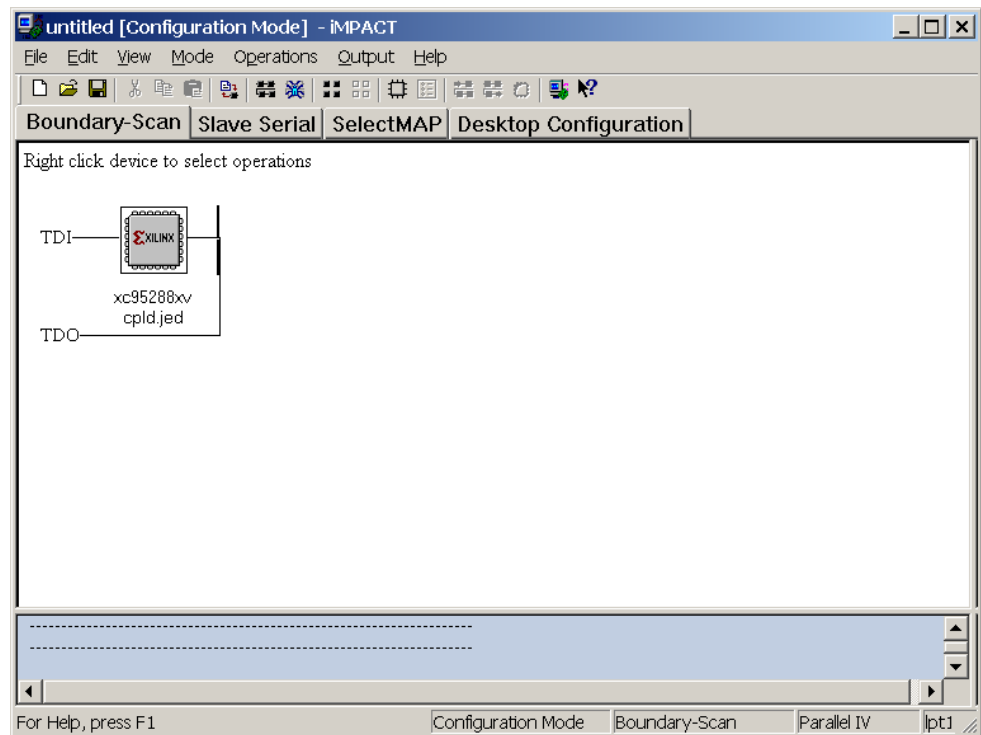 untitled [Configuration Mode] - iMPACT
File Edit View Mode Operations Output Help
Boundary-Scan Slave Serial SelectMAP Desktop Configuration
Right click device to select operations
TDI
XILINX
xc95288xv
cpld.jed
TDO
--------------------------------------------------------------------
--------------------------------------------------------------------
For Help, press F1 Configuration Mode Boundary-Scan Parallel IV lpt1